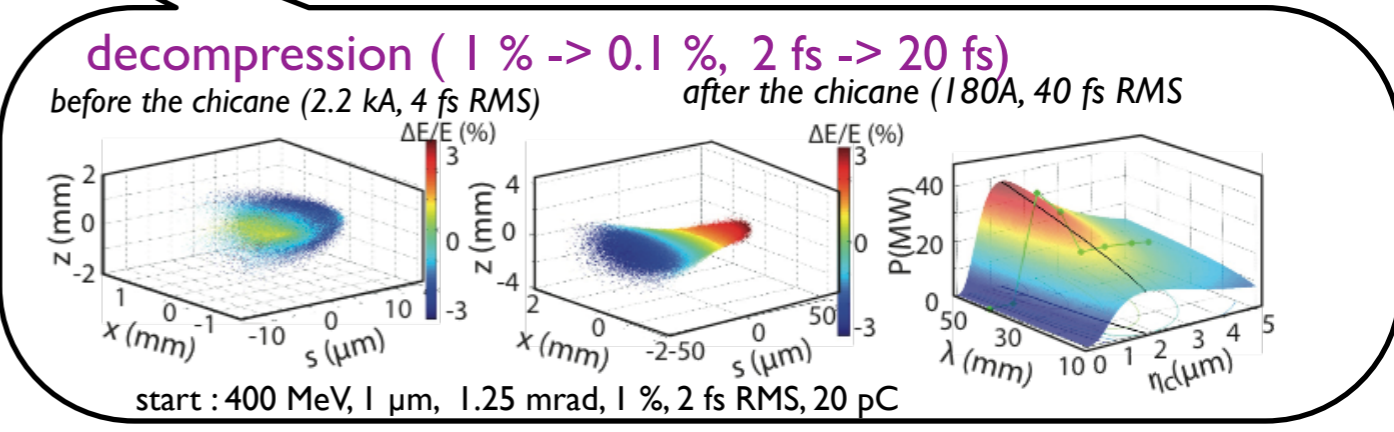 decompression ( 1 % -> 0.1 %, 2 fs -> 20 fs)
before the chicane (2.2 kA, 4 fs RMS)
after the chicane (180A, 40 fs RMS
ΔE/E (%)
3
0
-3
z (mm)
2
0
-2
x (mm)
1
0
-1
s (µm)
-10
0
10
ΔE/E (%)
3
0
-3
z (mm)
4
0
-4
x (mm)
2
0
-2
s (µm)
-50
0
50
P(MW)
40
20
0
λ (mm)
50
30
10
ηc(µm)
0
1
2
3
4
5
start : 400 MeV, 1 µm, 1.25 mrad, 1 %, 2 fs RMS, 20 pC